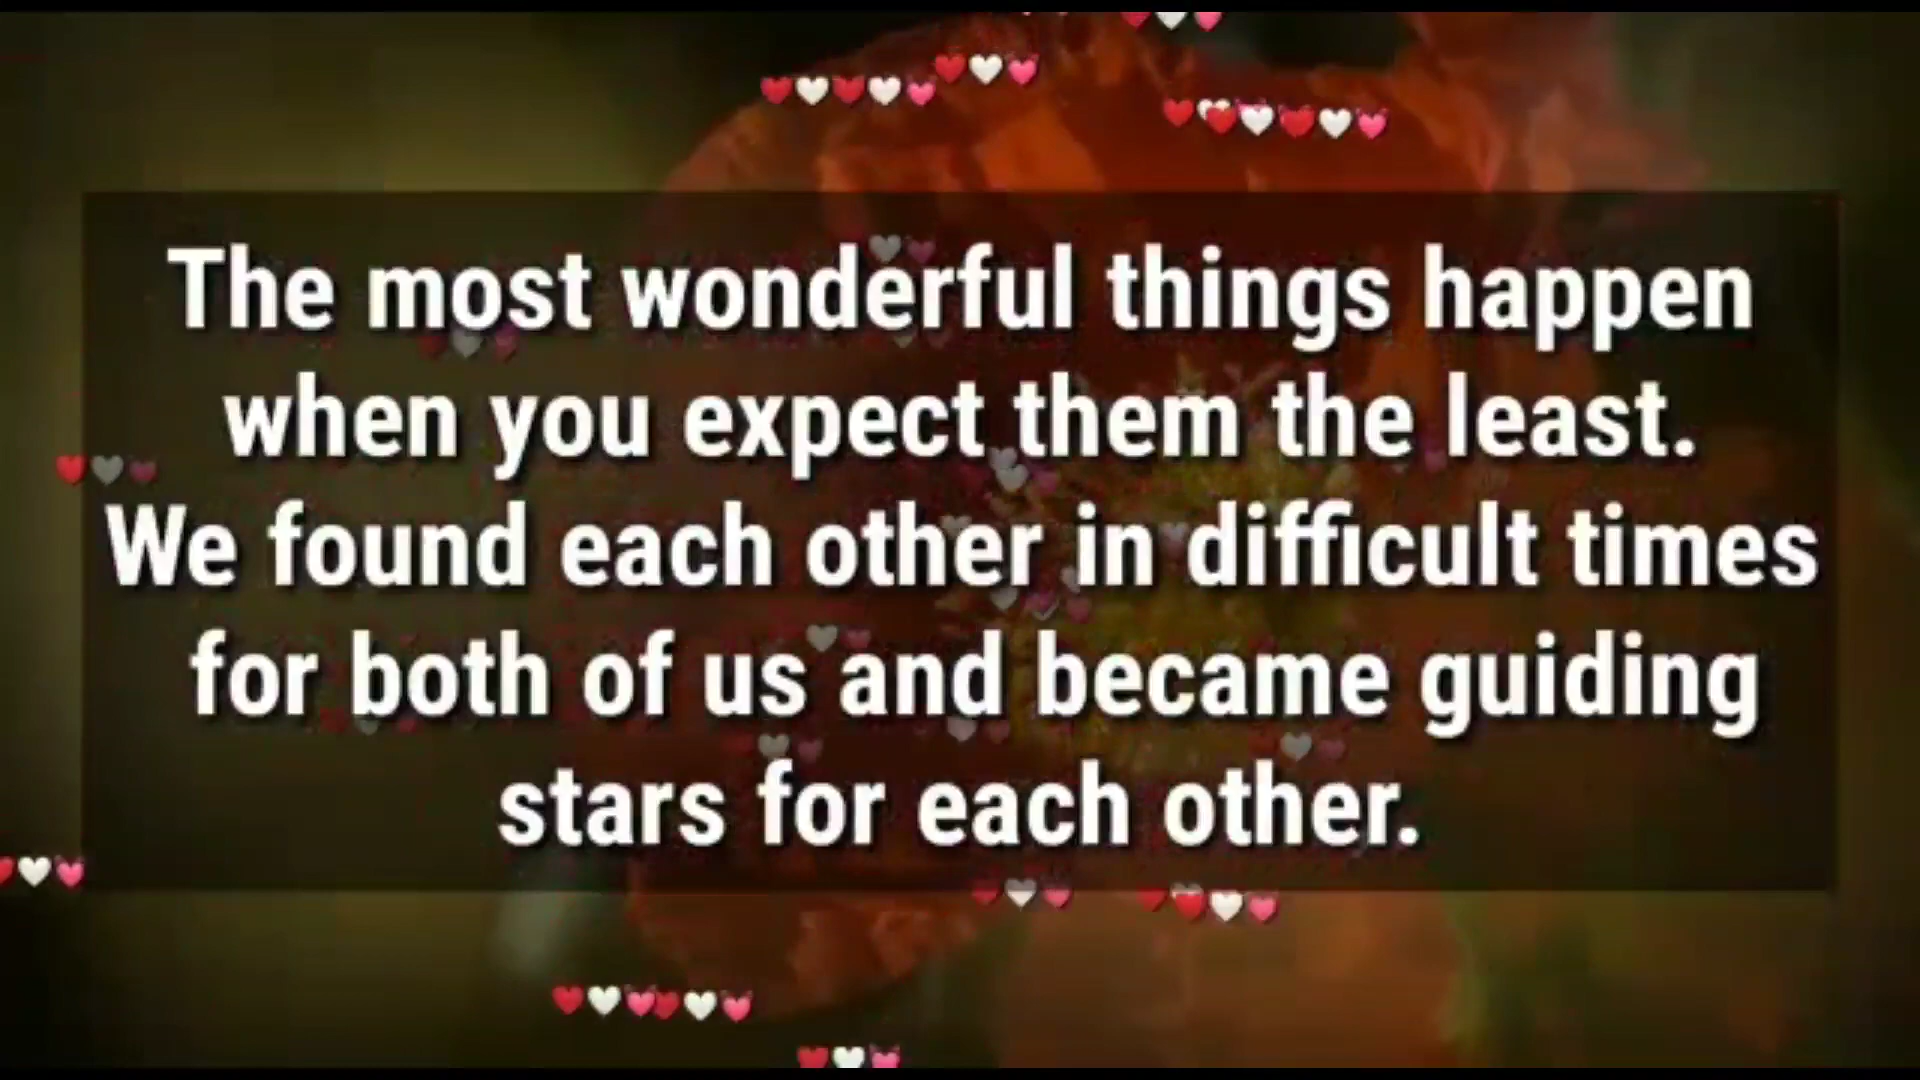 The most wonderful things happen
when you expect them the least.
We found each other in difficult times
for both of us and became guiding
stars for each other.